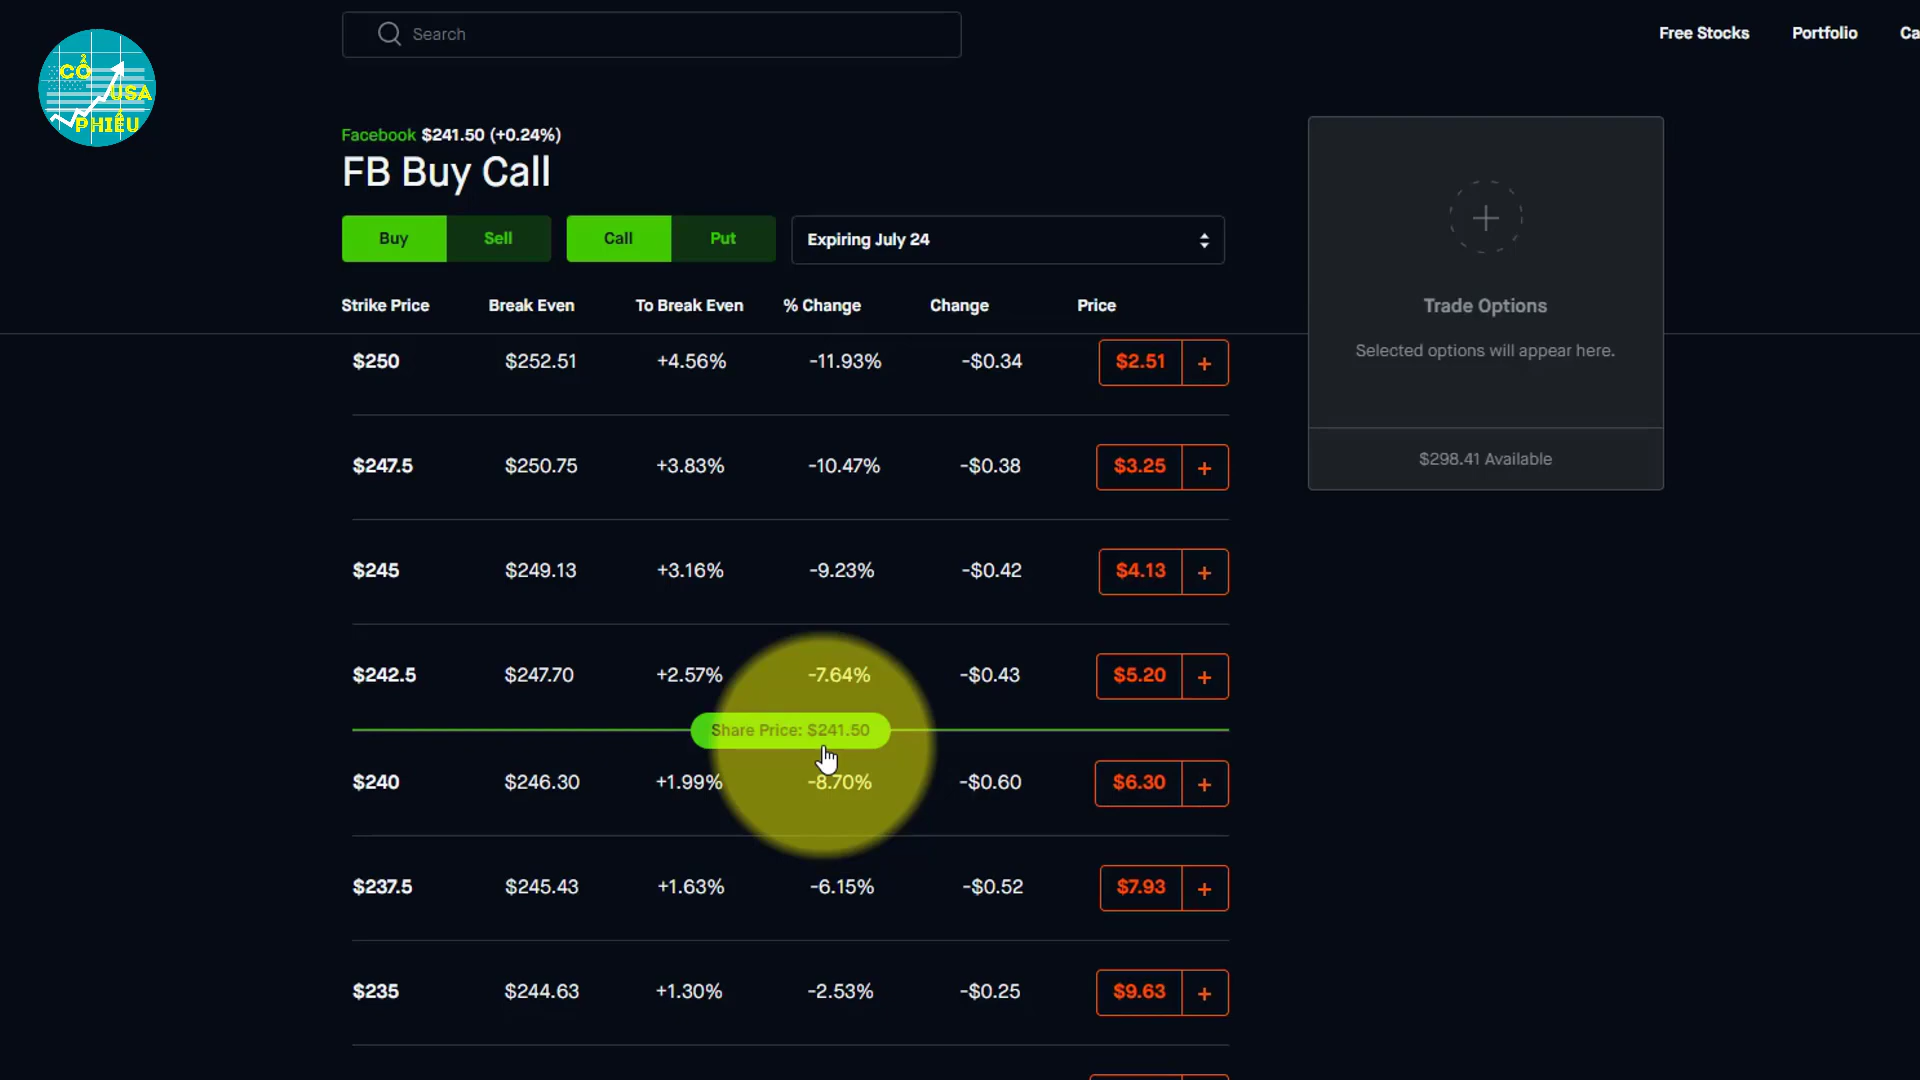 Search
Free Stocks Portfolio Ca
CỔ
USA
PHIẾU
Facebook $241.50 (+0.24%)
FB Buy Call
Buy Sell Call Put Expiring July 24
Strike Price Break Even To Break Even % Change Change Price
$250 $252.51 +4.56% -11.93% -$0.34 $2.51 +
$247.5 $250.75 +3.83% -10.47% -$0.38 $3.25 +
$245 $249.13 +3.16% -9.23% -$0.42 $4.13 +
$242.5 $247.70 +2.57% -7.64% -$0.43 $5.20 +
Share Price: $241.50
$240 $246.30 +1.99% -8.70% -$0.60 $6.30 +
$237.5 $245.43 +1.63% -6.15% -$0.52 $7.93 +
$235 $244.63 +1.30% -2.53% -$0.25 $9.63 +
Trade Options
Selected options will appear here.
$298.41 Available